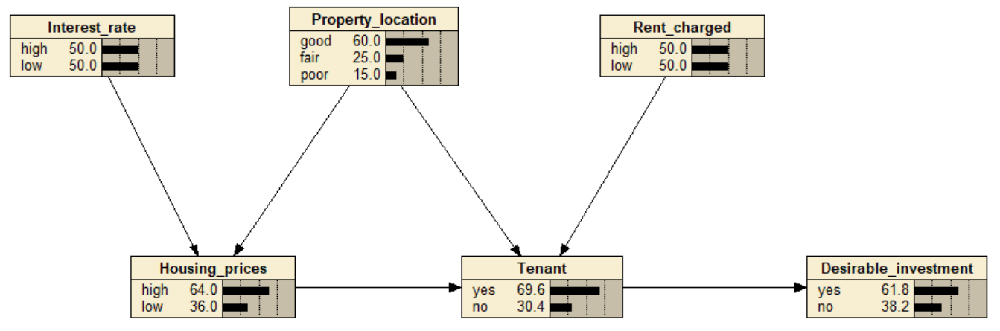 Interest_rate
high 50.0
low 50.0
Property_location
good 60.0
fair 25.0
poor 15.0
Rent_charged
high 50.0
low 50.0
Housing_prices
high 64.0
low 36.0
Tenant
yes 69.6
no 30.4
Desirable_investment
yes 61.8
no 38.2